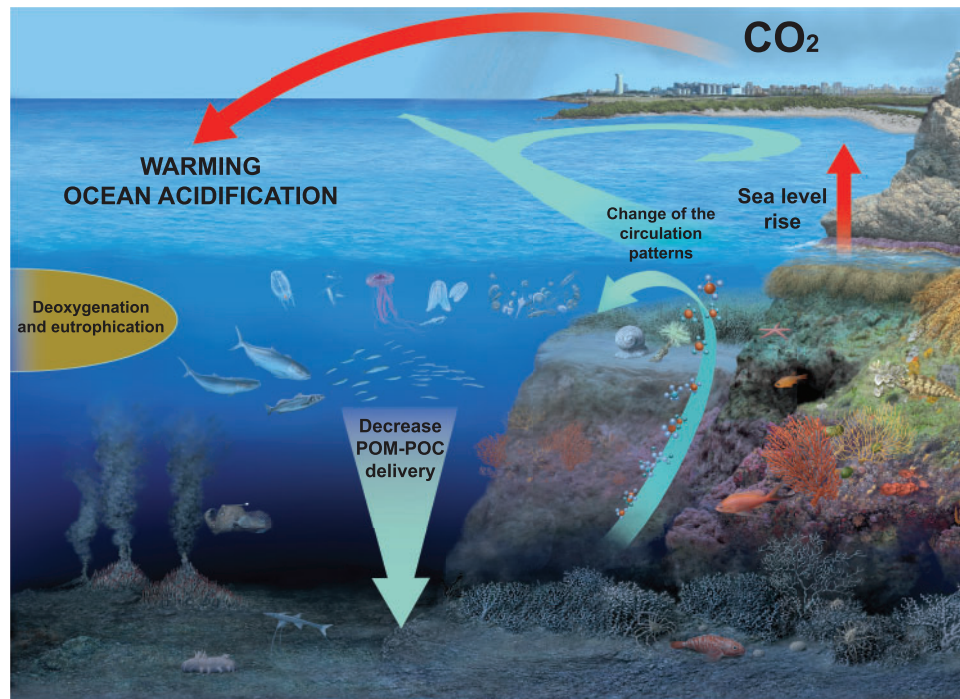 CO₂
WARMING
OCEAN ACIDIFICATION
Sea level
rise
Change of the
circulation
patterns
Deoxygenation
and eutrophication
Decrease
POM-POC
delivery